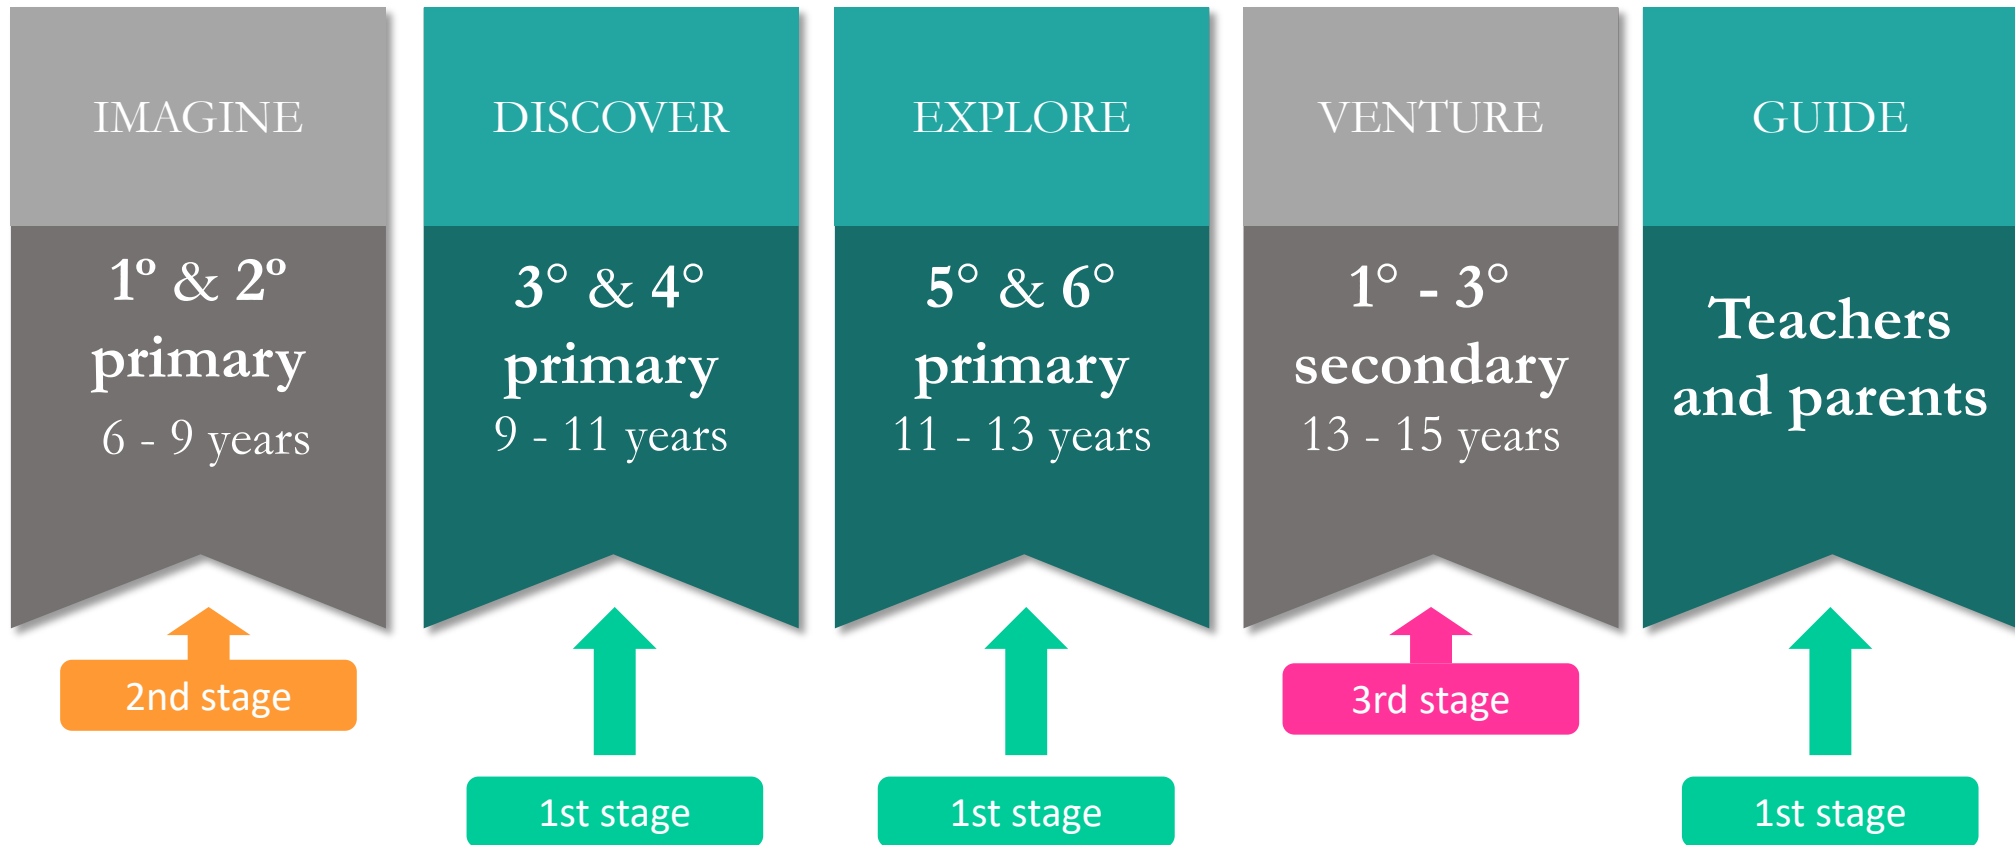 IMAGINE
1º & 2º
primary
6 - 9 years
2nd stage
DISCOVER
3° & 4°
primary
9 - 11 years
1st stage
EXPLORE
5° & 6°
primary
11 - 13 years
1st stage
VENTURE
1° - 3°
secondary
13 - 15 years
3rd stage
GUIDE
Teachers
and parents
1st stage